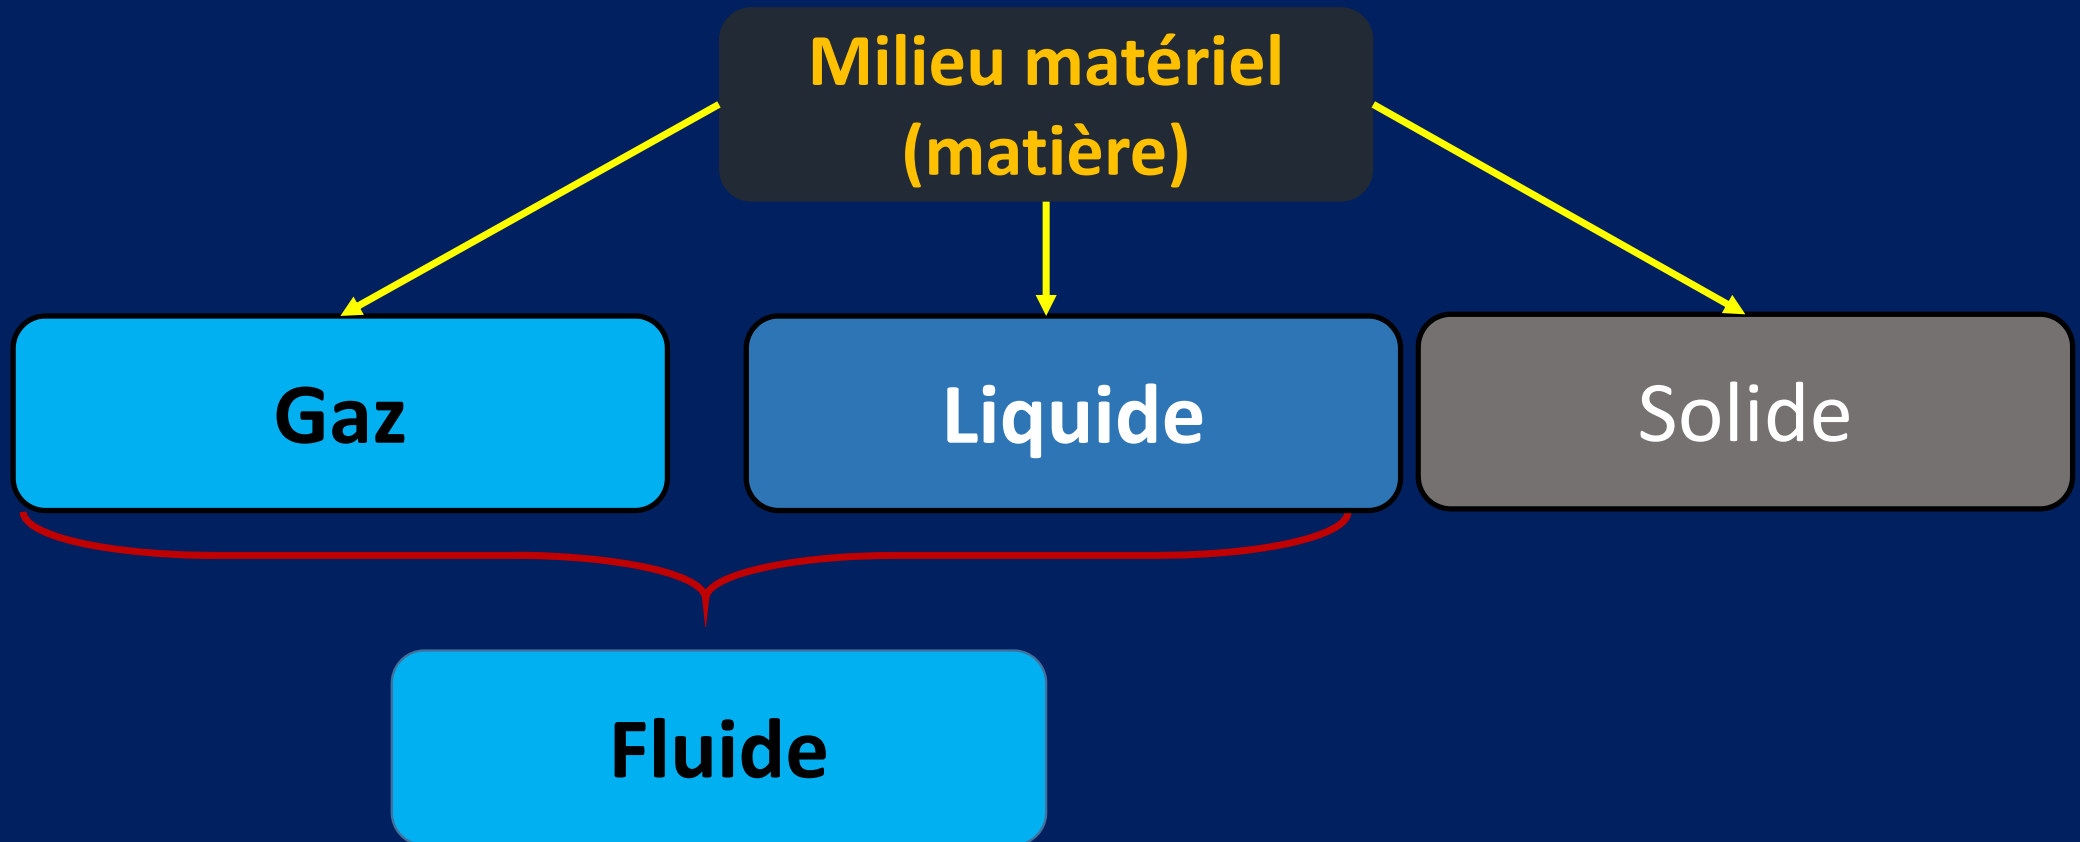 Milieu matériel
(matière)
Gaz
Liquide
Solide
Fluide